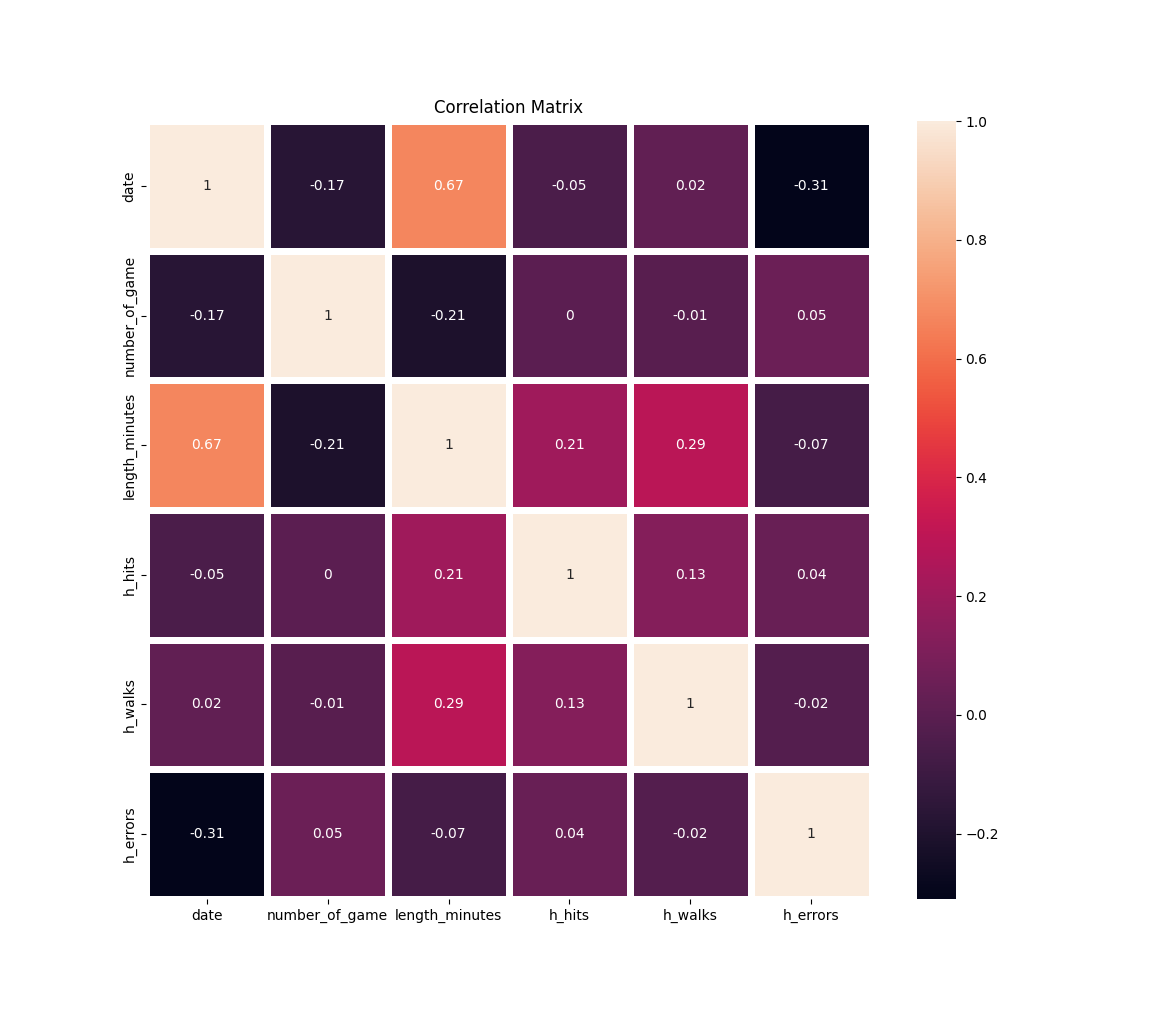 Correlation Matrix
date 1 -0.17 0.67 -0.05 0.02 -0.31
number_of_game -0.17 1 -0.21 0 -0.01 0.05
length_minutes 0.67 -0.21 1 0.21 0.29 -0.07
h_hits -0.05 0 0.21 1 0.13 0.04
h_walks 0.02 -0.01 0.29 0.13 1 -0.02
h_errors -0.31 0.05 -0.07 0.04 -0.02 1
date number_of_game length_minutes h_hits h_walks h_errors
1.0
0.8
0.6
0.4
0.2
0.0
−0.2